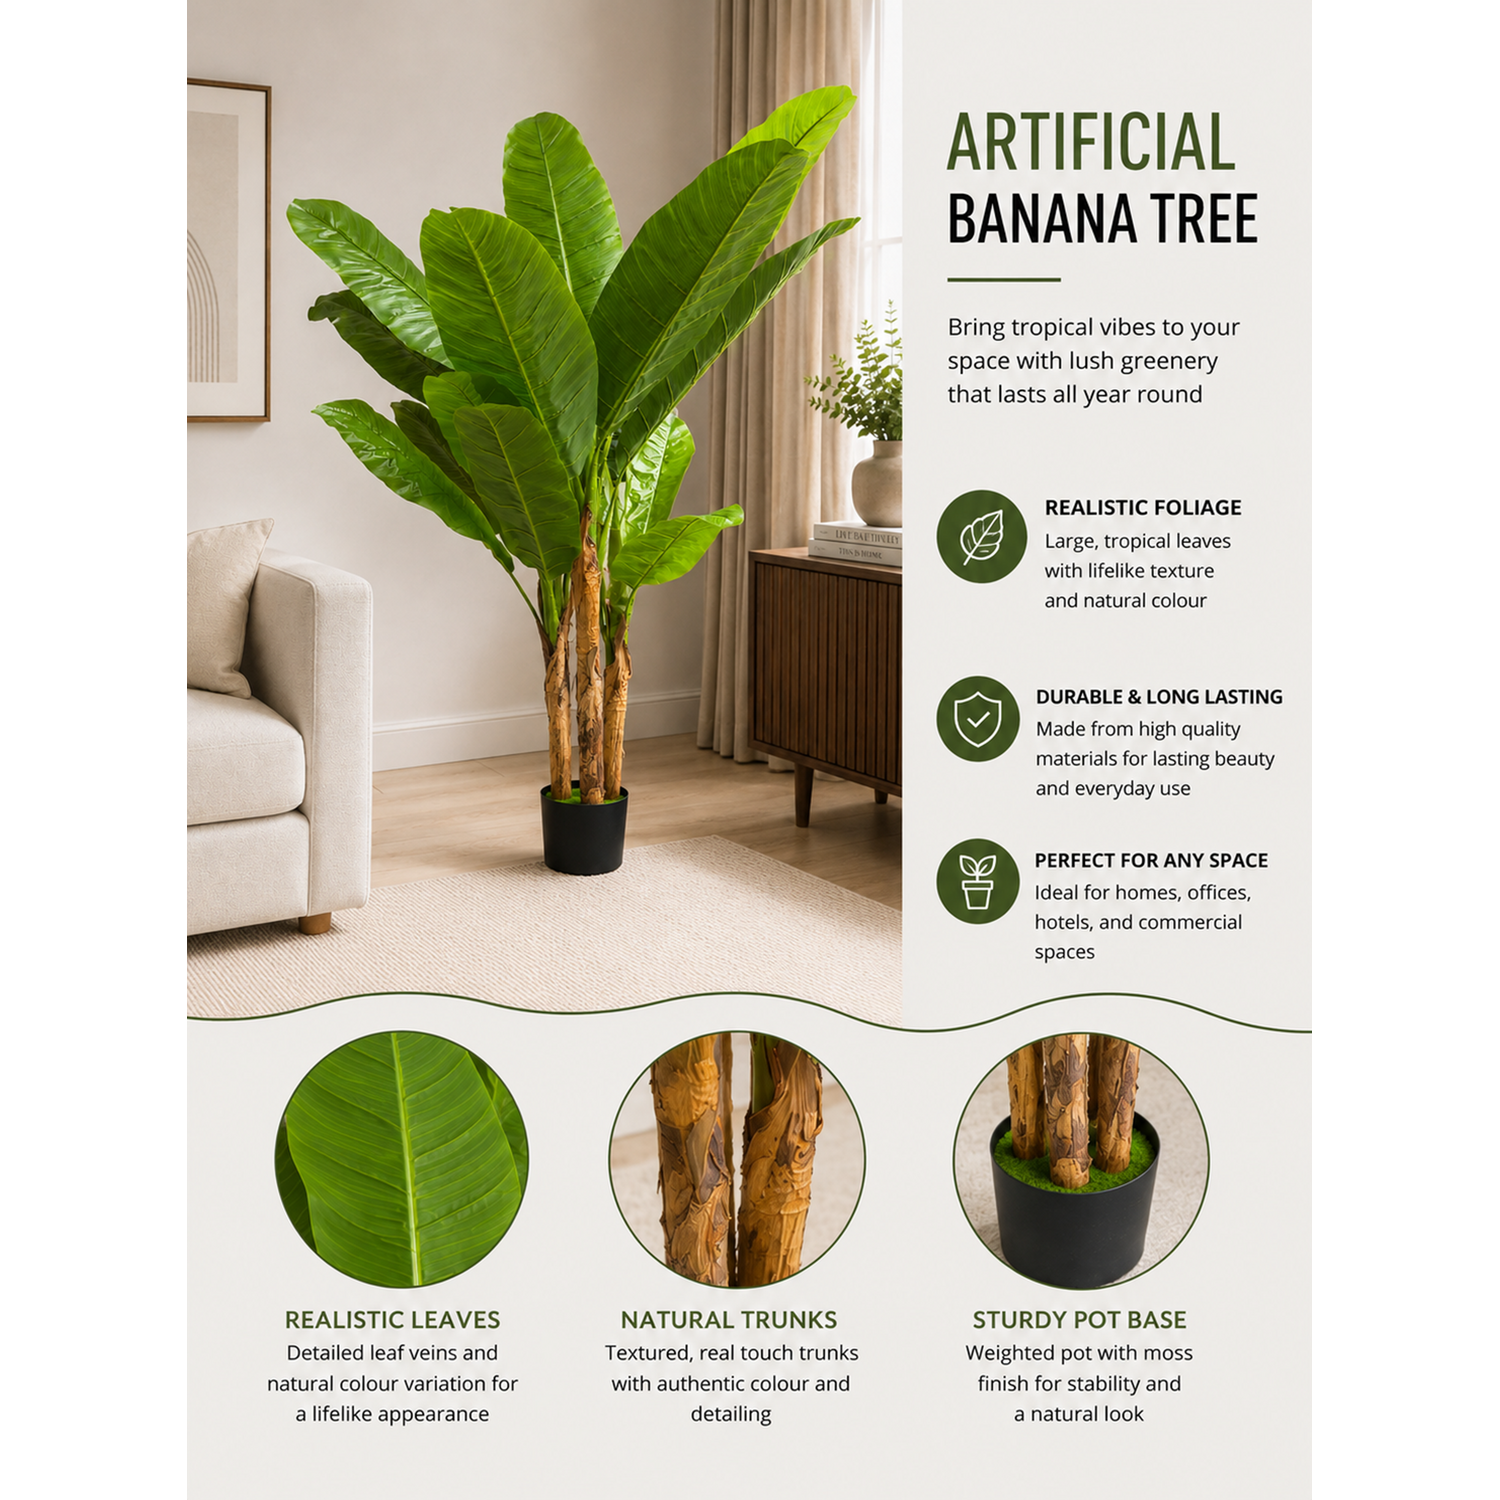 ARTIFICIAL
BANANA TREE
Bring tropical vibes to your
space with lush greenery
that lasts all year round
REALISTIC FOLIAGE
Large, tropical leaves
with lifelike texture
and natural colour
DURABLE & LONG LASTING
Made from high quality
materials for lasting beauty
and everyday use
PERFECT FOR ANY SPACE
Ideal for homes, offices,
hotels, and commercial
spaces
REALISTIC LEAVES
Detailed leaf veins and
natural colour variation for
a lifelike appearance
NATURAL TRUNKS
Textured, real touch trunks
with authentic colour and
detailing
STURDY POT BASE
Weighted pot with moss
finish for stability and
a natural look